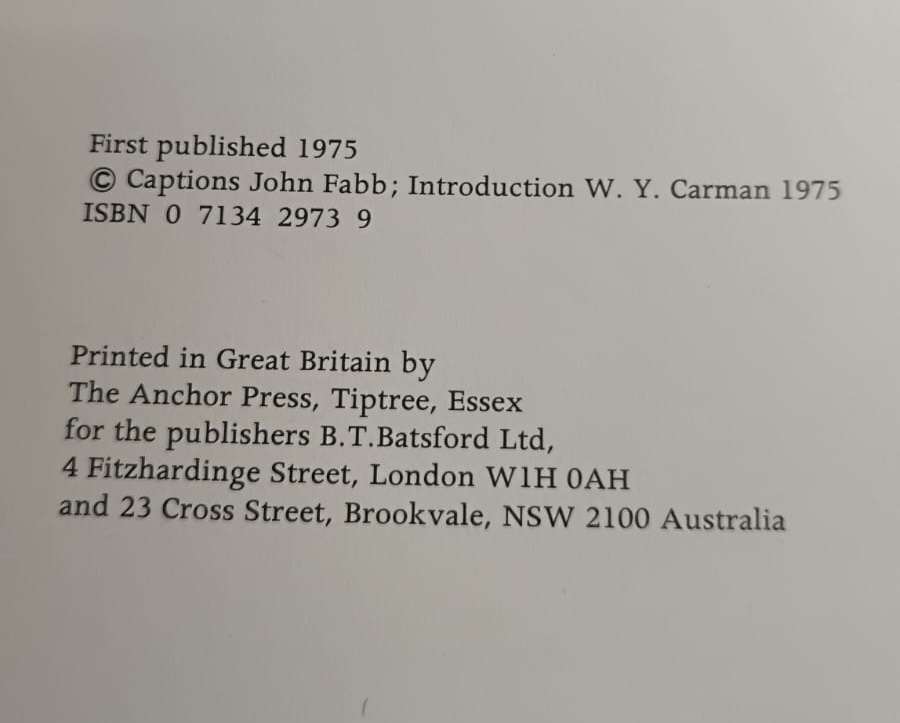 First published 1975
© Captions John Fabb; Introduction W. Y. Carman 1975
ISBN 0 7134 2973 9
Printed in Great Britain by
The Anchor Press, Tiptree, Essex
for the publishers B.T.Batsford Ltd,
4 Fitzhardinge Street, London W1H 0AH
and 23 Cross Street, Brookvale, NSW 2100 Australia